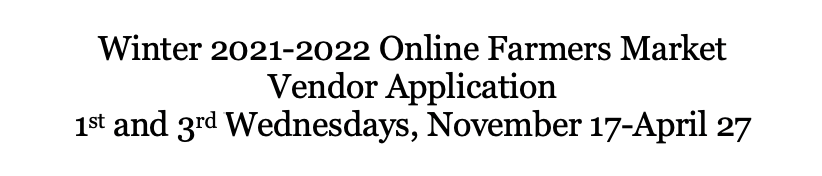 Winter 2021-2022 Online Farmers Market
Vendor Application
1st and 3rd Wednesdays, November 17-April 27